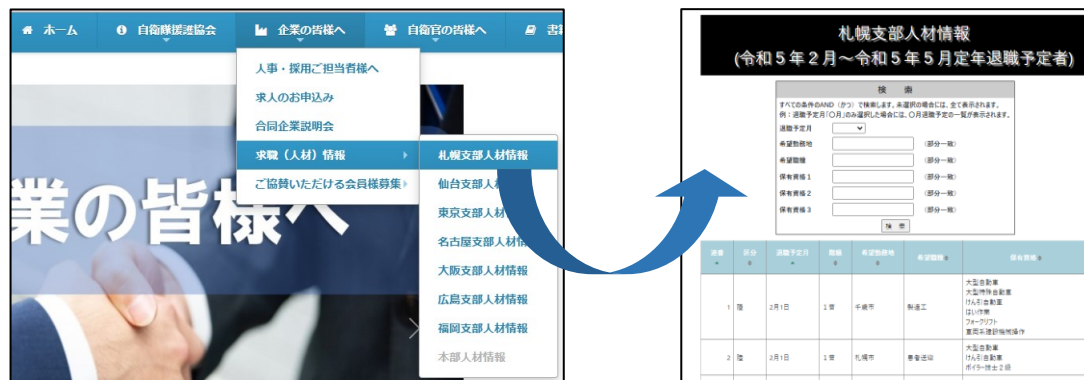 ホーム 自衛隊援護協会 企業の皆様へ 自衛官の皆様へ
人事・採用ご担当者様へ
求人のお申込み
合同企業説明会
求職（人材）情報
ご協賛いただける会員様募集
札幌支部人材情報
仙台支部人
東京支部人材
名古屋支部人材情
大阪支部人材情報
広島支部人材情報
福岡支部人材情報
本部人材情報
業の皆様へ
札幌支部人材情報
(令和５年２月～令和５年５月定年退職予定者)
検 索
すべての条件のAND（かつ）で検索します。未選択の場合には、全て表示されます。
例：退職予定月「〇月」のみ選択した場合には、〇月退職予定の一覧が表示されます。
退職予定月
希望勤務地 （部分一致）
希望職種 （部分一致）
保有資格１ （部分一致）
保有資格２ （部分一致）
保有資格３ （部分一致）
検 索
連番 区分 退職予定月 階級 希望勤務地 希望職種 保有資格
大型自動車
大型特殊自動車
1 陸 2月1日 １曹 千歳市 製造工 けん引自動車
はい作業
フォークリフト
車両系建設機械操作
大型自動車
2 陸 2月1日 １曹 札幌市 患者送迎 けん引自動車
ボイラー技士２級